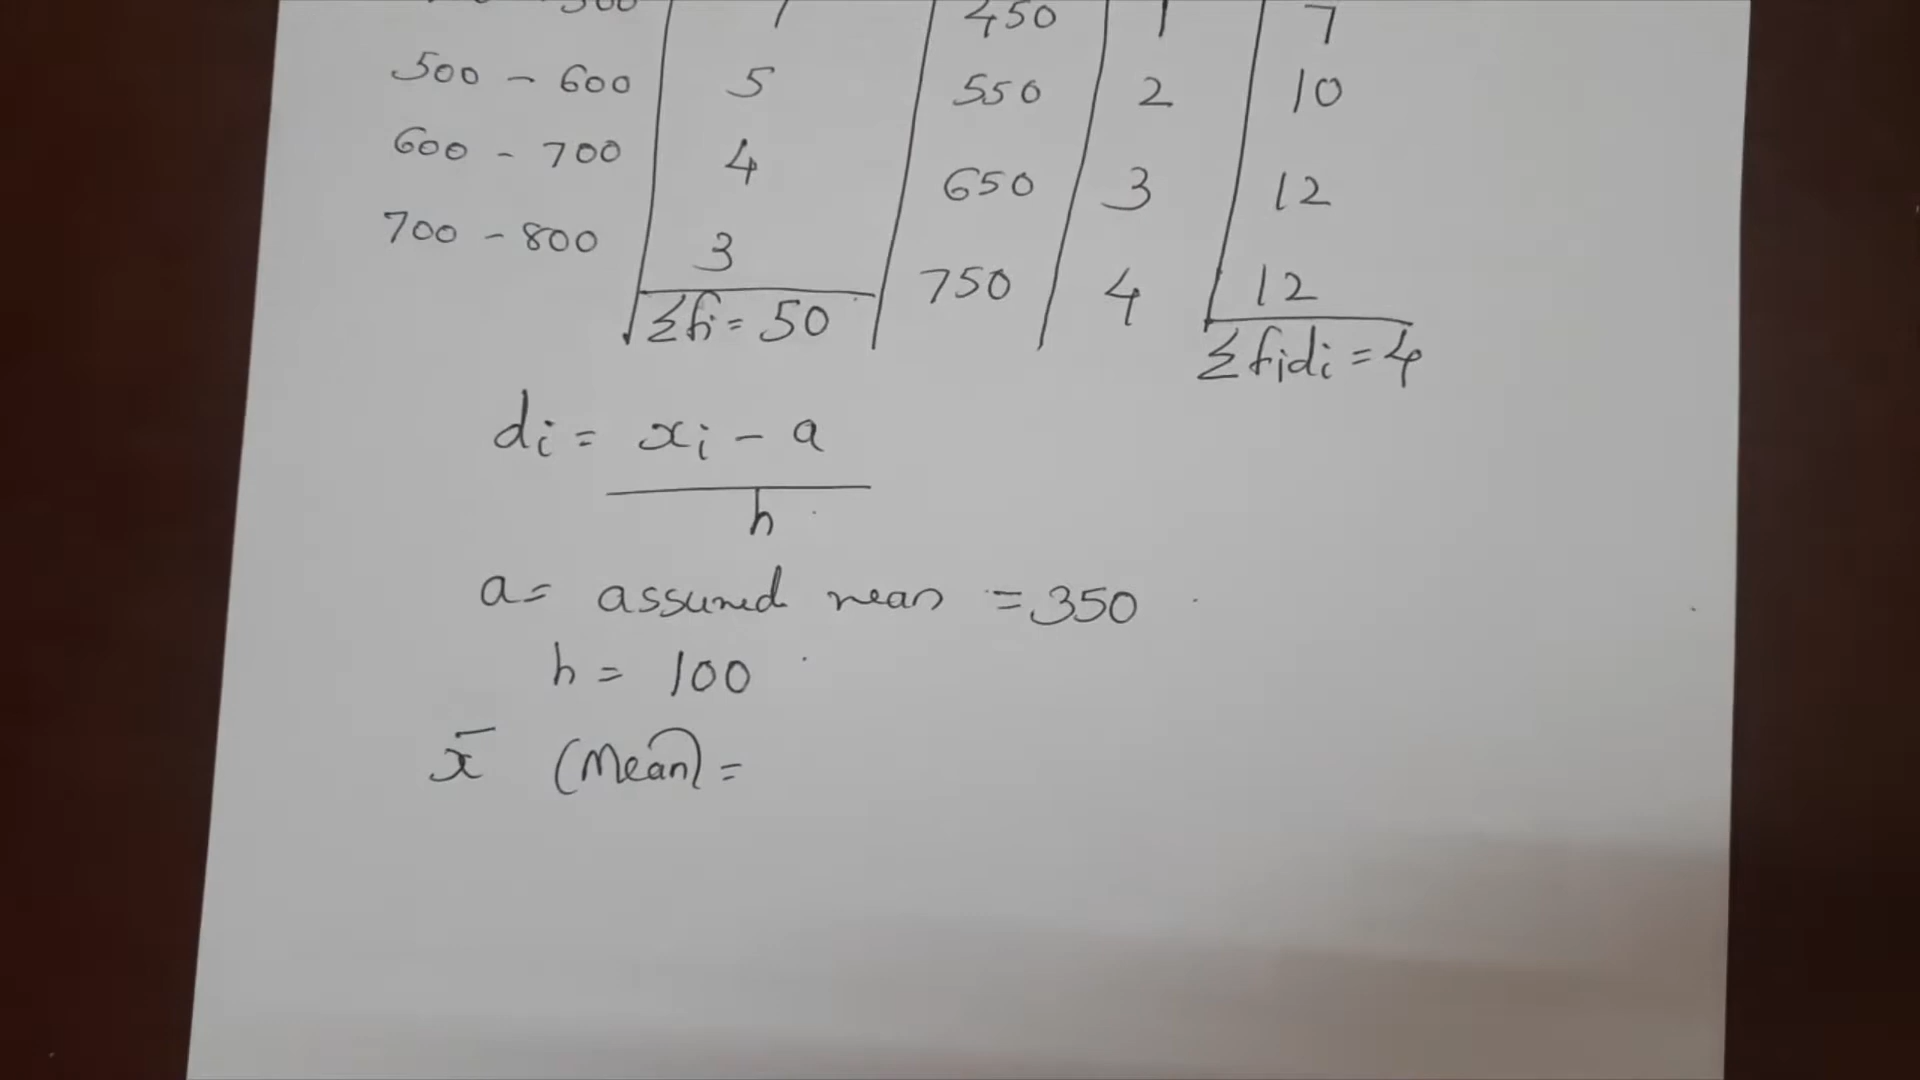 450 1 7
500 - 600 5 550 2 10
600 - 700 4 650 3 12
700 - 800 3 750 4 12
Σfi = 50 Σfidi = 4
di = xi - a
h
a = assumed mean = 350
h = 100
x̄ (Mean) =